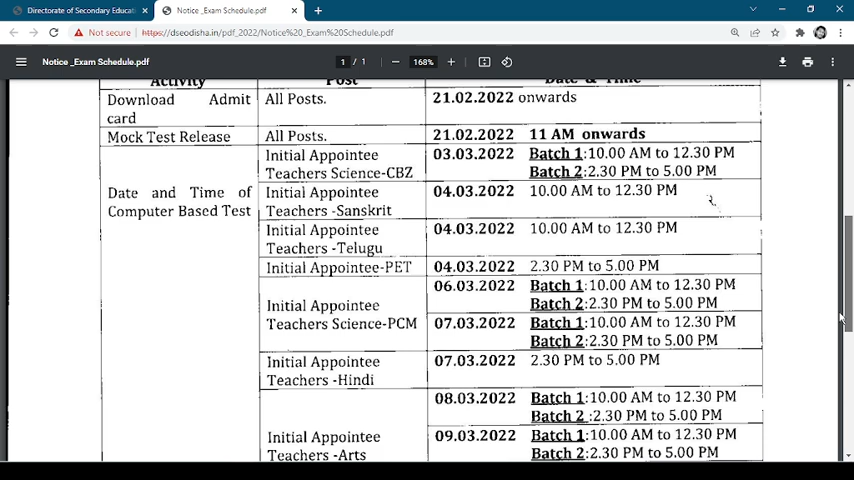 Directorate of Secondary Educati
Notice _Exam Schedule.pdf
Not secure
https://dseodisha.in/pdf_2022/Notice%20_Exam%20Schedule.pdf
Notice _Exam Schedule.pdf
1 / 1
168%
Activity Post Date & Time
Download Admit card All Posts. 21.02.2022 onwards
Mock Test Release All Posts. 21.02.2022 11 AM onwards
Date and Time of Computer Based Test
Initial Appointee Teachers Science-CBZ 03.03.2022 Batch 1:10.00 AM to 12.30 PM
Batch 2:2.30 PM to 5.00 PM
Initial Appointee Teachers -Sanskrit 04.03.2022 10.00 AM to 12.30 PM
Initial Appointee Teachers -Telugu 04.03.2022 10.00 AM to 12.30 PM
Initial Appointee-PET 04.03.2022 2.30 PM to 5.00 PM
Initial Appointee Teachers Science-PCM 06.03.2022 Batch 1:10.00 AM to 12.30 PM
Batch 2:2.30 PM to 5.00 PM
07.03.2022 Batch 1:10.00 AM to 12.30 PM
Batch 2:2.30 PM to 5.00 PM
Initial Appointee Teachers -Hindi 07.03.2022 2.30 PM to 5.00 PM
Initial Appointee Teachers -Arts 08.03.2022 Batch 1:10.00 AM to 12.30 PM
Batch 2 :2.30 PM to 5.00 PM
09.03.2022 Batch 1:10.00 AM to 12.30 PM
Batch 2:2.30 PM to 5.00 PM